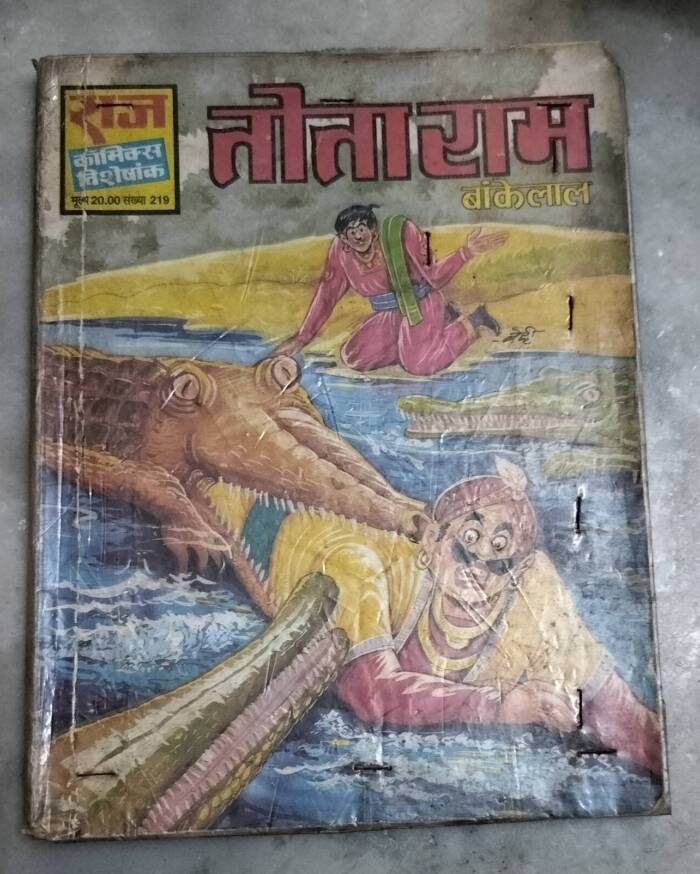 राज
कॉमिक्स
विशेषांक
मूल्य 20.00 संख्या 219
तोताराम
बांकेलाल
बेदी